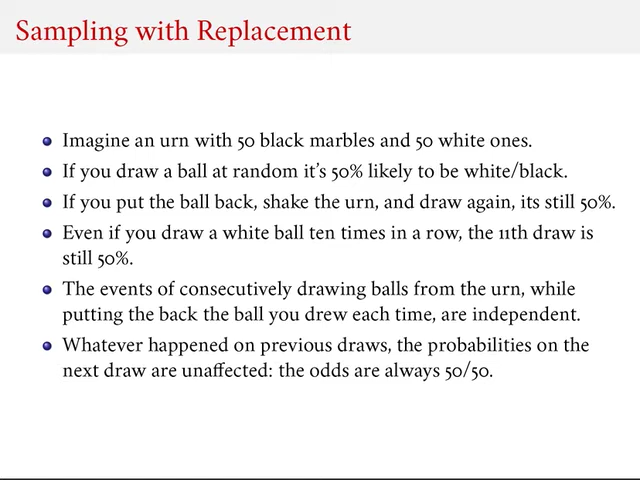 Sampling with Replacement
Imagine an urn with 50 black marbles and 50 white ones.
If you draw a ball at random it's 50% likely to be white/black.
If you put the ball back, shake the urn, and draw again, its still 50%.
Even if you draw a white ball ten times in a row, the 11th draw is
still 50%.
The events of consecutively drawing balls from the urn, while
putting the back the ball you drew each time, are independent.
Whatever happened on previous draws, the probabilities on the
next draw are unaffected: the odds are always 50/50.